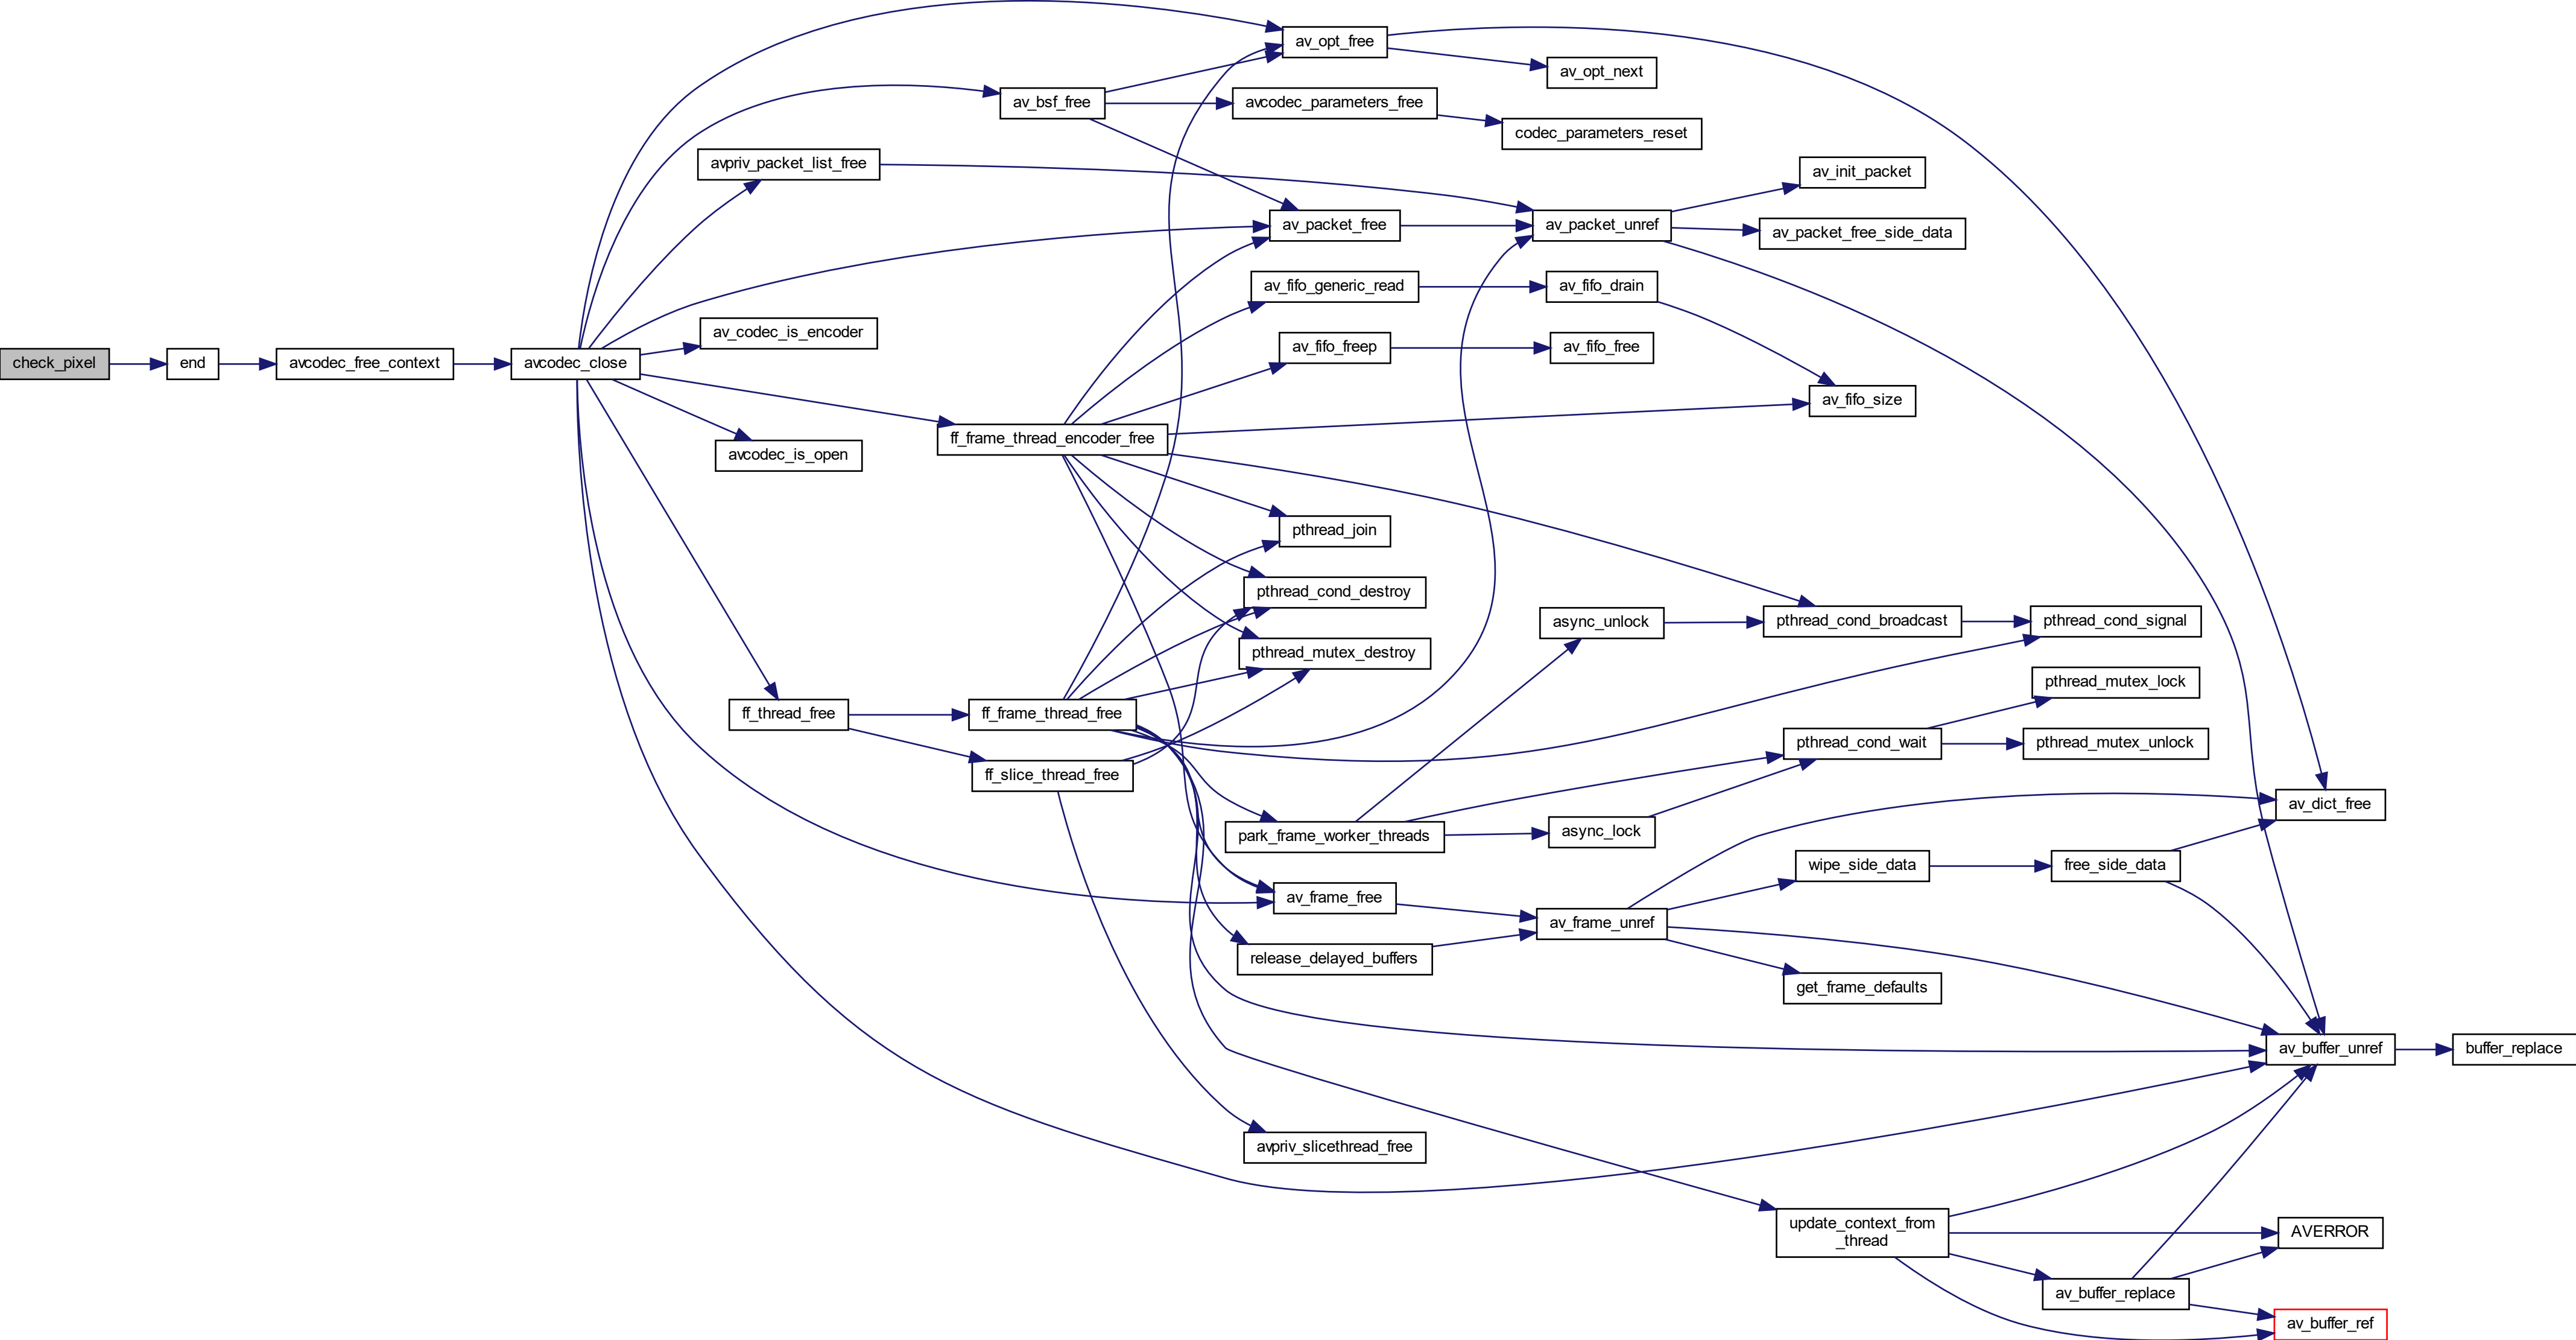 check_pixel
end
avcodec_free_context
avcodec_close
av_opt_free
av_opt_next
av_bsf_free
avcodec_parameters_free
codec_parameters_reset
avpriv_packet_list_free
av_init_packet
av_packet_free
av_packet_unref
av_packet_free_side_data
av_fifo_generic_read
av_fifo_drain
av_codec_is_encoder
av_fifo_freep
av_fifo_free
av_fifo_size
ff_frame_thread_encoder_free
avcodec_is_open
pthread_join
pthread_cond_destroy
async_unlock
pthread_cond_broadcast
pthread_cond_signal
pthread_mutex_destroy
pthread_mutex_lock
ff_thread_free
ff_frame_thread_free
pthread_cond_wait
pthread_mutex_unlock
ff_slice_thread_free
av_dict_free
park_frame_worker_threads
async_lock
wipe_side_data
free_side_data
av_frame_free
av_frame_unref
release_delayed_buffers
get_frame_defaults
av_buffer_unref
buffer_replace
avpriv_slicethread_free
update_context_from
_thread
AVERROR
av_buffer_replace
av_buffer_ref